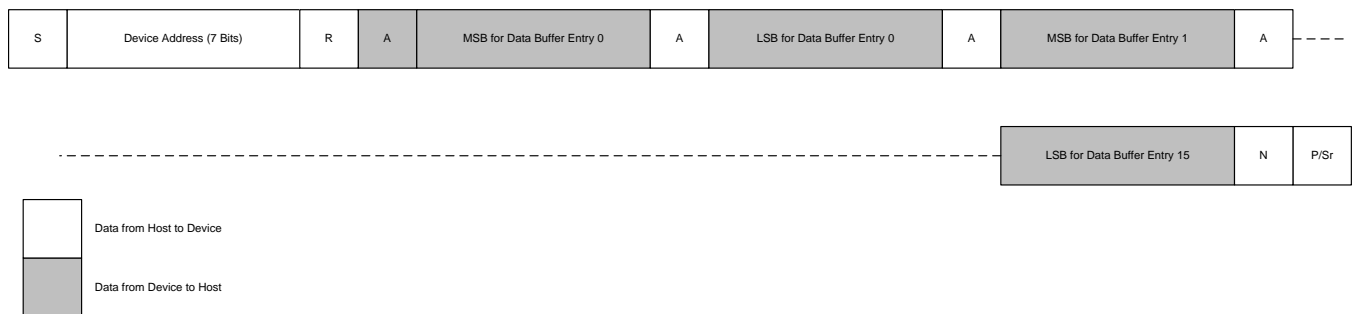 S Device Address (7 Bits) R A MSB for Data Buffer Entry 0 A LSB for Data Buffer Entry 0 A MSB for Data Buffer Entry 1 A
LSB for Data Buffer Entry 15 N P/Sr
Data from Host to Device
Data from Device to Host